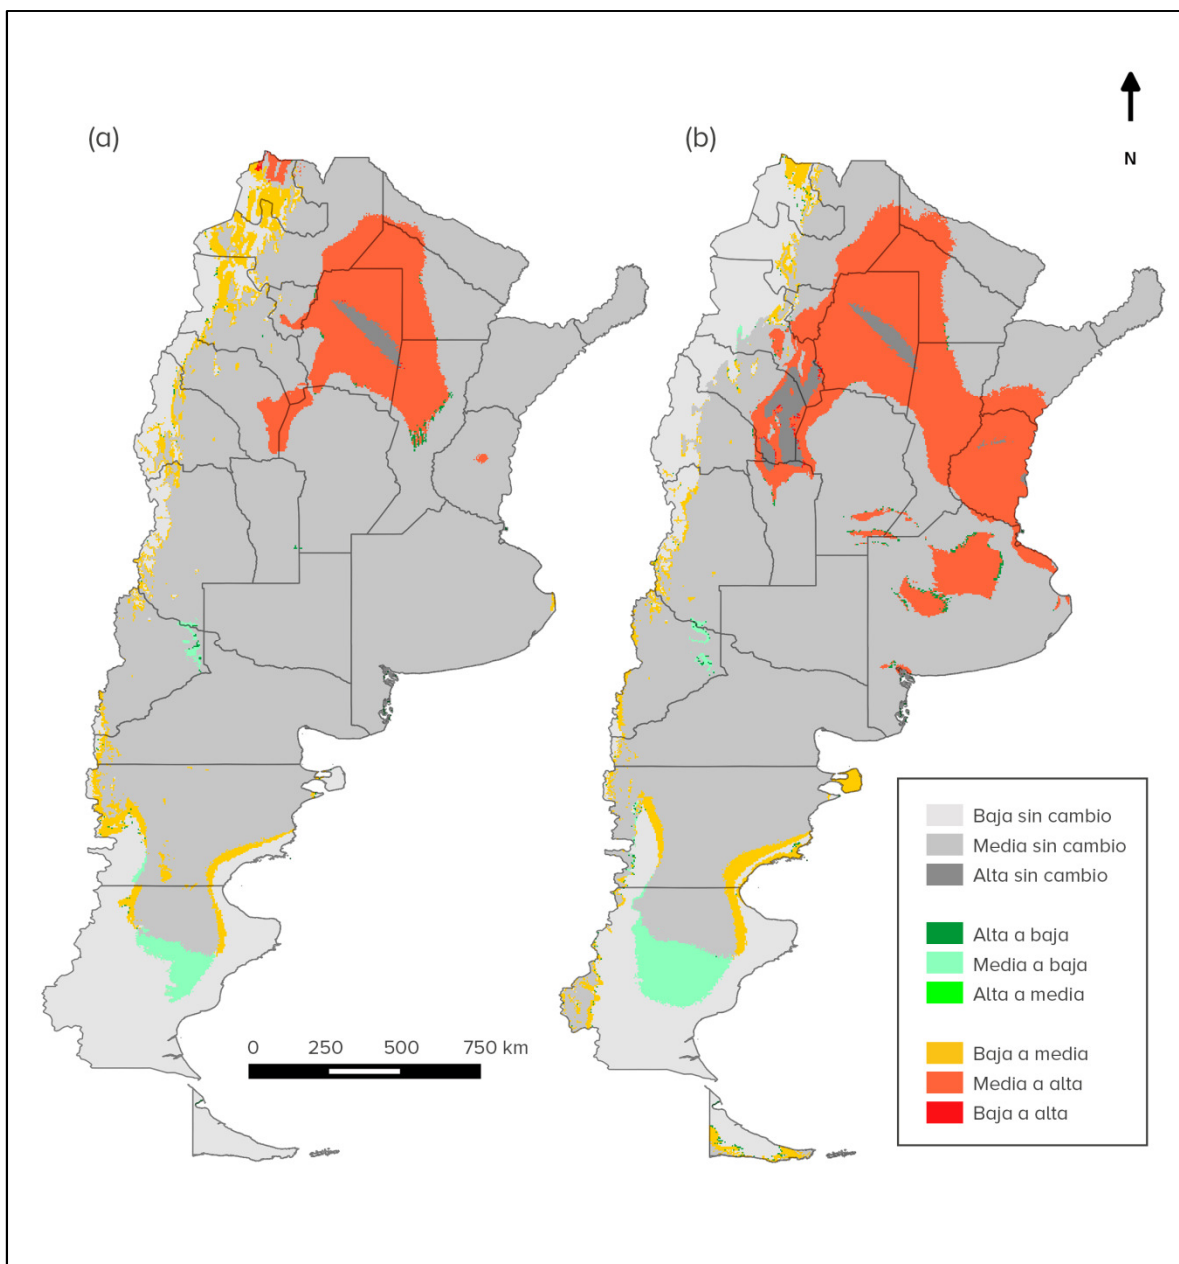 (a)
(b)
N
Baja sin cambio
Media sin cambio
Alta sin cambio
Alta a baja
Media a baja
Alta a media
Baja a media
Media a alta
Baja a alta
0 250 500 750 km